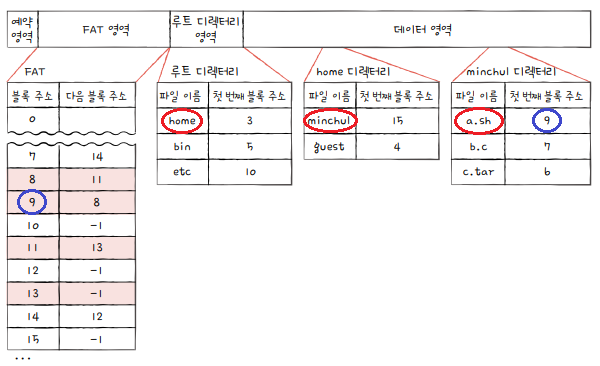 예약 영역
FAT 영역
루트 디렉터리 영역
데이터 영역
FAT
블록 주소 다음 블록 주소
0
7 14
8 11
9 8
10 -1
11 13
12 -1
13 -1
14 12
15 -1
...
루트 디렉터리
파일 이름 첫 번째 블록 주소
home 3
bin 5
etc 10
home 디렉터리
파일 이름 첫 번째 블록 주소
minchul 15
guest 4
minchul 디렉터리
파일 이름 첫 번째 블록 주소
a.sh 9
b.c 7
c.tar 6